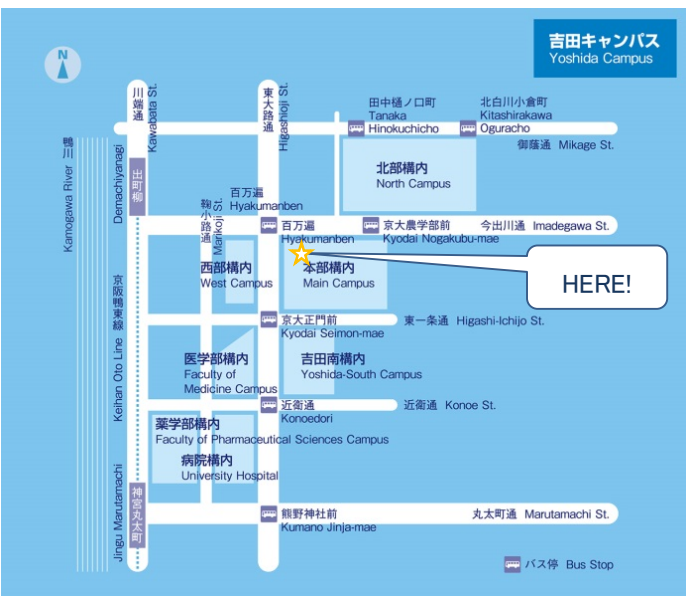 吉田キャンパス
Yoshida Campus
N
川端通
Kawabata St.
東大路通
Higashioji St.
田中樋ノ口町
Tanaka
Hinokuchicho
北白川小倉町
Kitashirakawa
Oguracho
御蔭通 Mikage St.
鴨川
Kamogawa River
出町柳
Demachiyanagi
北部構内
North Campus
百万遍
Hyakumanben
鞠小路通
Marikoji St.
百万遍
Hyakumanben
京大農学部前
Kyodai Nogakubu-mae
今出川通 Imadegawa St.
西部構内
West Campus
本部構内
Main Campus
HERE!
京阪鴨東線
Keihan Oto Line
京大正門前
Kyodai Seimon-mae
東一条通 Higashi-Ichijo St.
医学部構内
Faculty of
Medicine Campus
吉田南構内
Yoshida-South Campus
近衛通
Konoedori
近衛通 Konoe St.
薬学部構内
Faculty of Pharmaceutical Sciences Campus
病院構内
University Hospital
神宮丸太町
Jingu Marutamachi
熊野神社前
Kumano Jinja-mae
丸太町通 Marutamachi St.
バス停 Bus Stop